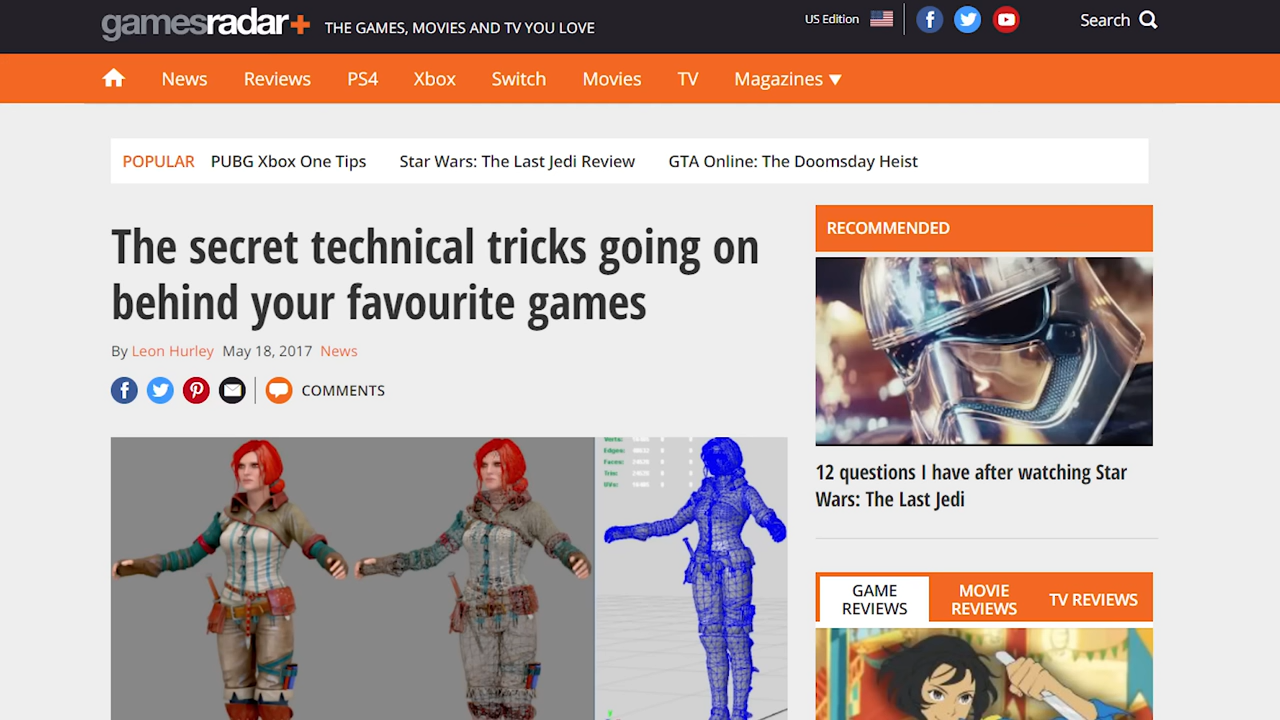 gamesradar+ THE GAMES, MOVIES AND TV YOU LOVE US Edition Search
News Reviews PS4 Xbox Switch Movies TV Magazines
POPULAR PUBG Xbox One Tips Star Wars: The Last Jedi Review GTA Online: The Doomsday Heist
The secret technical tricks going on
behind your favourite games
By Leon Hurley May 18, 2017 News
COMMENTS
RECOMMENDED
12 questions I have after watching Star
Wars: The Last Jedi
GAME
REVIEWS
MOVIE
REVIEWS
TV REVIEWS